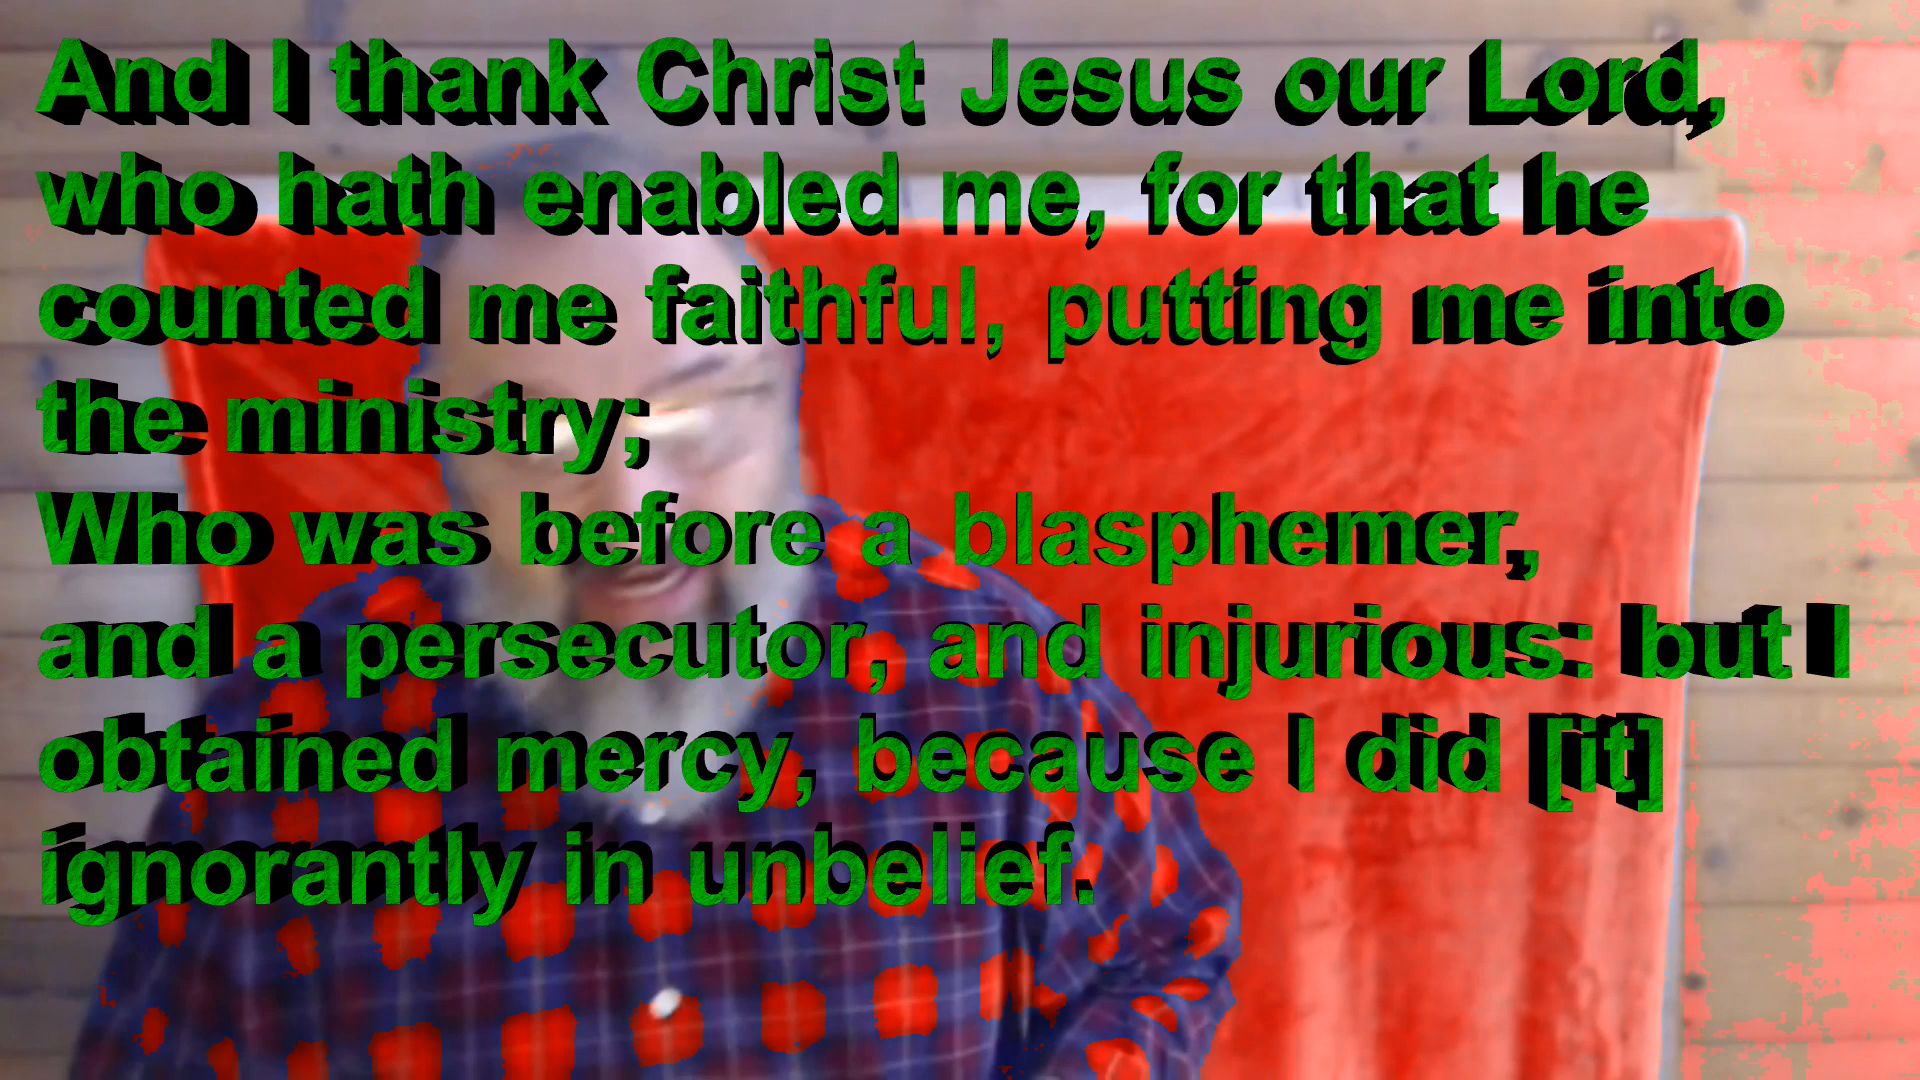 And I thank Christ Jesus our Lord,
who hath enabled me, for that he
counted me faithful, putting me into
the ministry;
Who was before a blasphemer,
and a persecutor, and injurious: but I
obtained mercy, because I did [it]
ignorantly in unbelief.